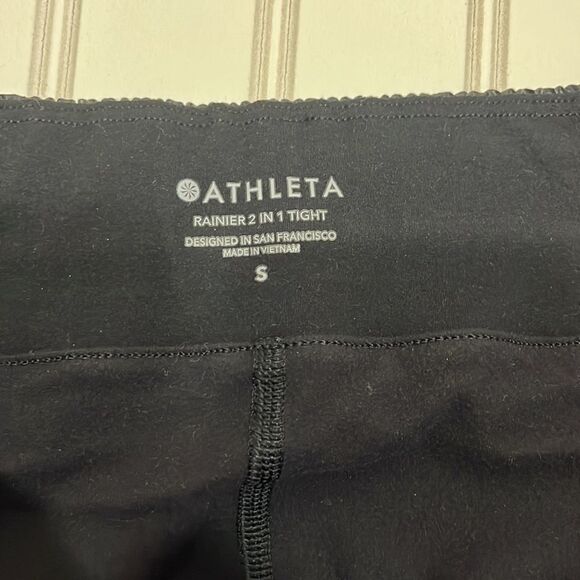 ATHLETA
RAINIER 2 IN 1 TIGHT
DESIGNED IN SAN FRANCISCO
MADE IN VIETNAM
S